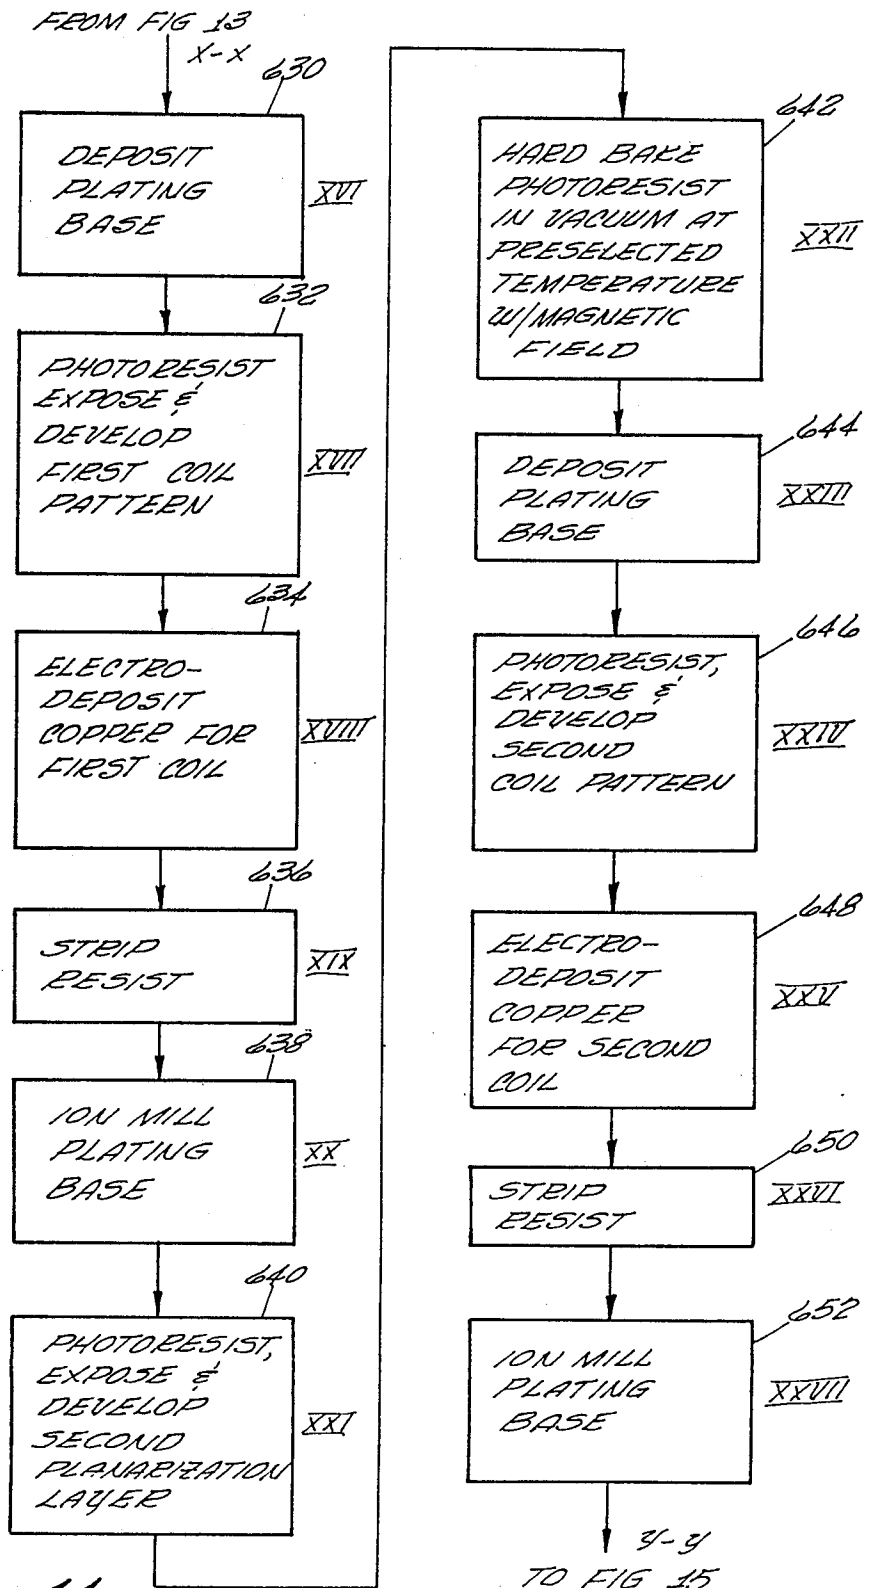 FROM FIG 13
X-X
630
DEPOSIT
PLATING
BASE
XVI
632
PHOTORESIST
EXPOSE &
DEVELOP
FIRST COIL
PATTERN
XVII
634
ELECTRO-
DEPOSIT
COPPER FOR
FIRST COIL
XVIII
636
STRIP
RESIST
XIX
638
ION MILL
PLATING
BASE
XX
640
PHOTORESIST,
EXPOSE &
DEVELOP
SECOND
PLANARIZATION
LAYER
XXI
642
HARD BAKE
PHOTORESIST
IN VACUUM AT
PRESELECTED
TEMPERATURE
W/MAGNETIC
FIELD
XXII
644
DEPOSIT
PLATING
BASE
XXIII
646
PHOTORESIST,
EXPOSE &
DEVELOP
SECOND
COIL PATTERN
XXIV
648
ELECTRO-
DEPOSIT
COPPER
FOR SECOND
COIL
XXV
650
STRIP
RESIST
XXVI
652
ION MILL
PLATING
BASE
XXVII
Y-Y
TO FIG 15